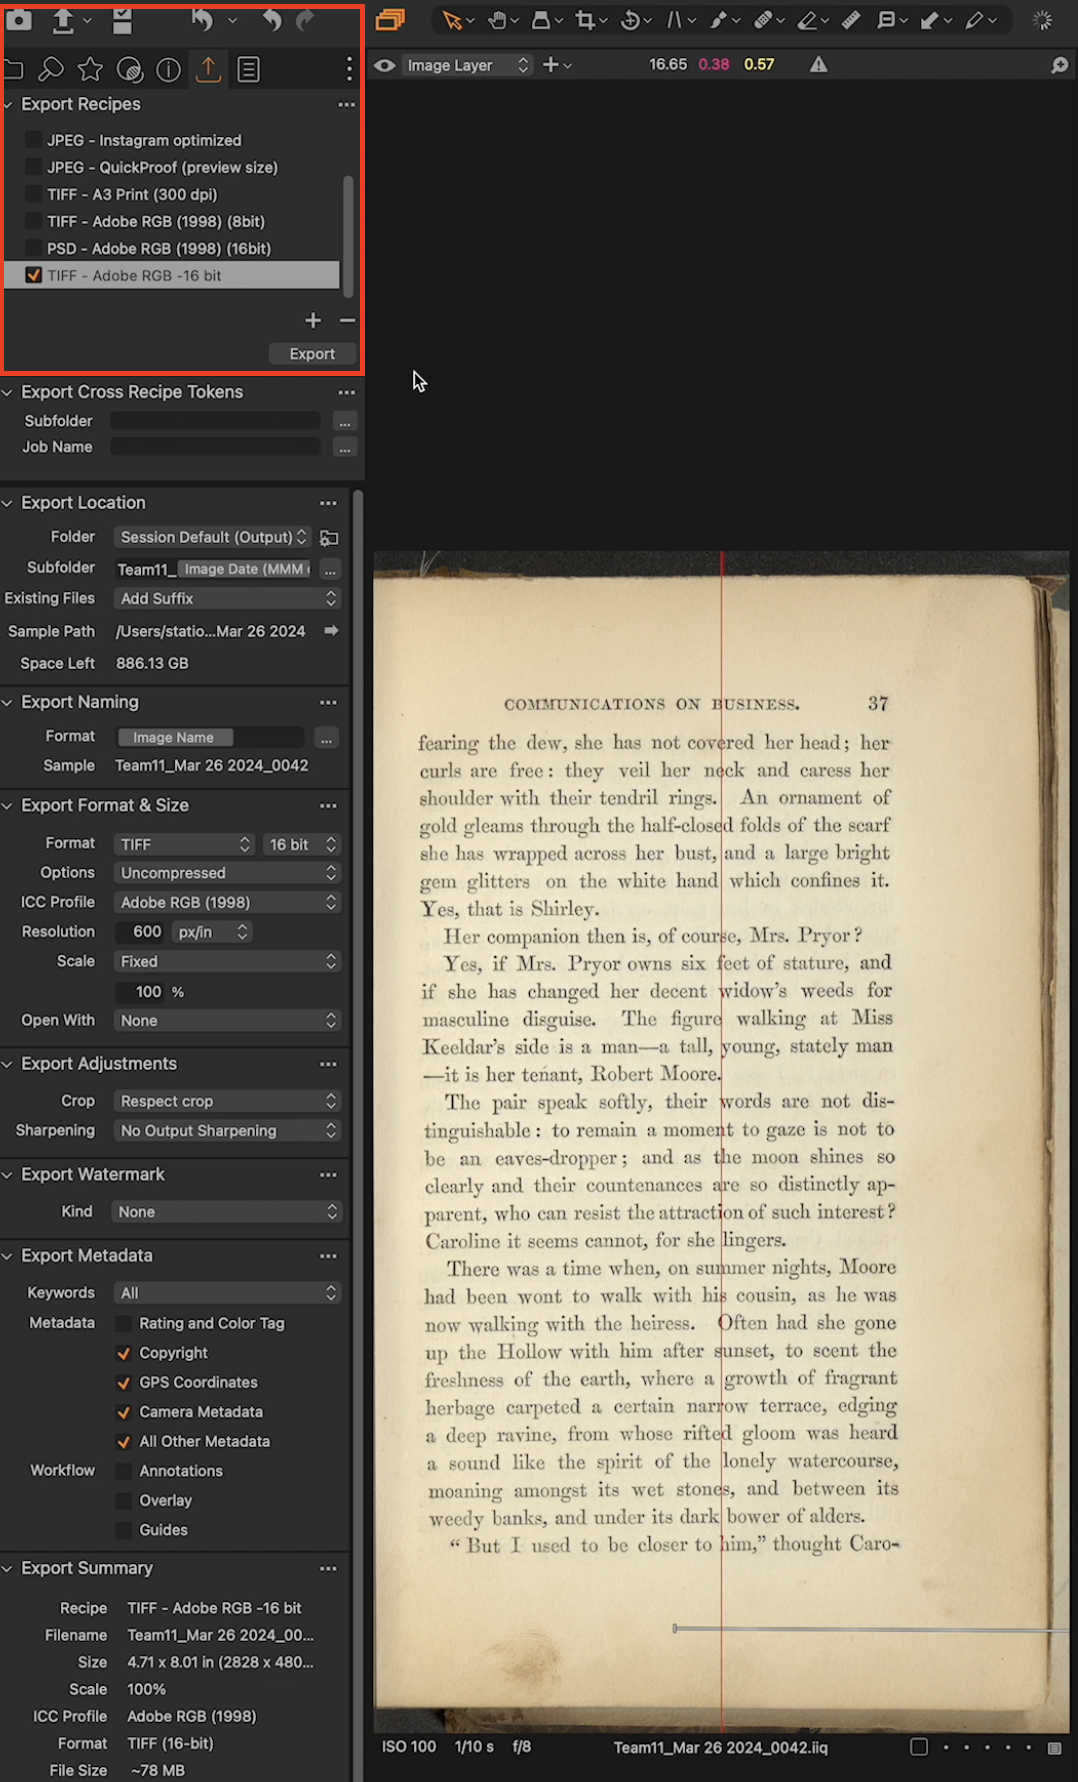 Image Layer
16.65 0.38 0.57
Export Recipes
JPEG - Instagram optimized
JPEG - QuickProof (preview size)
TIFF - A3 Print (300 dpi)
TIFF - Adobe RGB (1998) (8bit)
PSD - Adobe RGB (1998) (16bit)
TIFF - Adobe RGB -16 bit
Export
Export Cross Recipe Tokens
Subfolder
Job Name
Export Location
Folder Session Default (Output)
Subfolder Team11_ Image Date (MMM
Existing Files Add Suffix
Sample Path /Users/statio...Mar 26 2024
Space Left 886.13 GB
Export Naming
Format Image Name
Sample Team11_Mar 26 2024_0042
Export Format & Size
Format TIFF 16 bit
Options Uncompressed
ICC Profile Adobe RGB (1998)
Resolution 600 px/in
Scale Fixed
100 %
Open With None
Export Adjustments
Crop Respect crop
Sharpening No Output Sharpening
Export Watermark
Kind None
Export Metadata
Keywords All
Metadata Rating and Color Tag
Copyright
GPS Coordinates
Camera Metadata
All Other Metadata
Workflow Annotations
Overlay
Guides
Export Summary
Recipe TIFF - Adobe RGB -16 bit
Filename Team11_Mar 26 2024_00...
Size 4.71 x 8.01 in (2828 x 480...
Scale 100%
ICC Profile Adobe RGB (1998)
Format TIFF (16-bit)
File Size ~78 MB
COMMUNICATIONS ON BUSINESS. 37
fearing the dew, she has not covered her head; her
curls are free: they veil her neck and caress her
shoulder with their tendril rings. An ornament of
gold gleams through the half-closed folds of the scarf
she has wrapped across her bust, and a large bright
gem glitters on the white hand which confines it.
Yes, that is Shirley.
Her companion then is, of course, Mrs. Pryor?
Yes, if Mrs. Pryor owns six feet of stature, and
if she has changed her decent widow's weeds for
masculine disguise. The figure walking at Miss
Keeldar's side is a man—a tall, young, stately man
—it is her tenant, Robert Moore.
The pair speak softly, their words are not dis-
tinguishable: to remain a moment to gaze is not to
be an eaves-dropper; and as the moon shines so
clearly and their countenances are so distinctly ap-
parent, who can resist the attraction of such interest?
Caroline it seems cannot, for she lingers.
There was a time when, on summer nights, Moore
had been wont to walk with his cousin, as he was
now walking with the heiress. Often had she gone
up the Hollow with him after sunset, to scent the
freshness of the earth, where a growth of fragrant
herbage carpeted a certain narrow terrace, edging
a deep ravine, from whose rifted gloom was heard
a sound like the spirit of the lonely watercourse,
moaning amongst its wet stones, and between its
weedy banks, and under its dark bower of alders.
"But I used to be closer to him," thought Caro-
ISO 100 1/10 s f/8 Team11_Mar 26 2024_0042.iiq